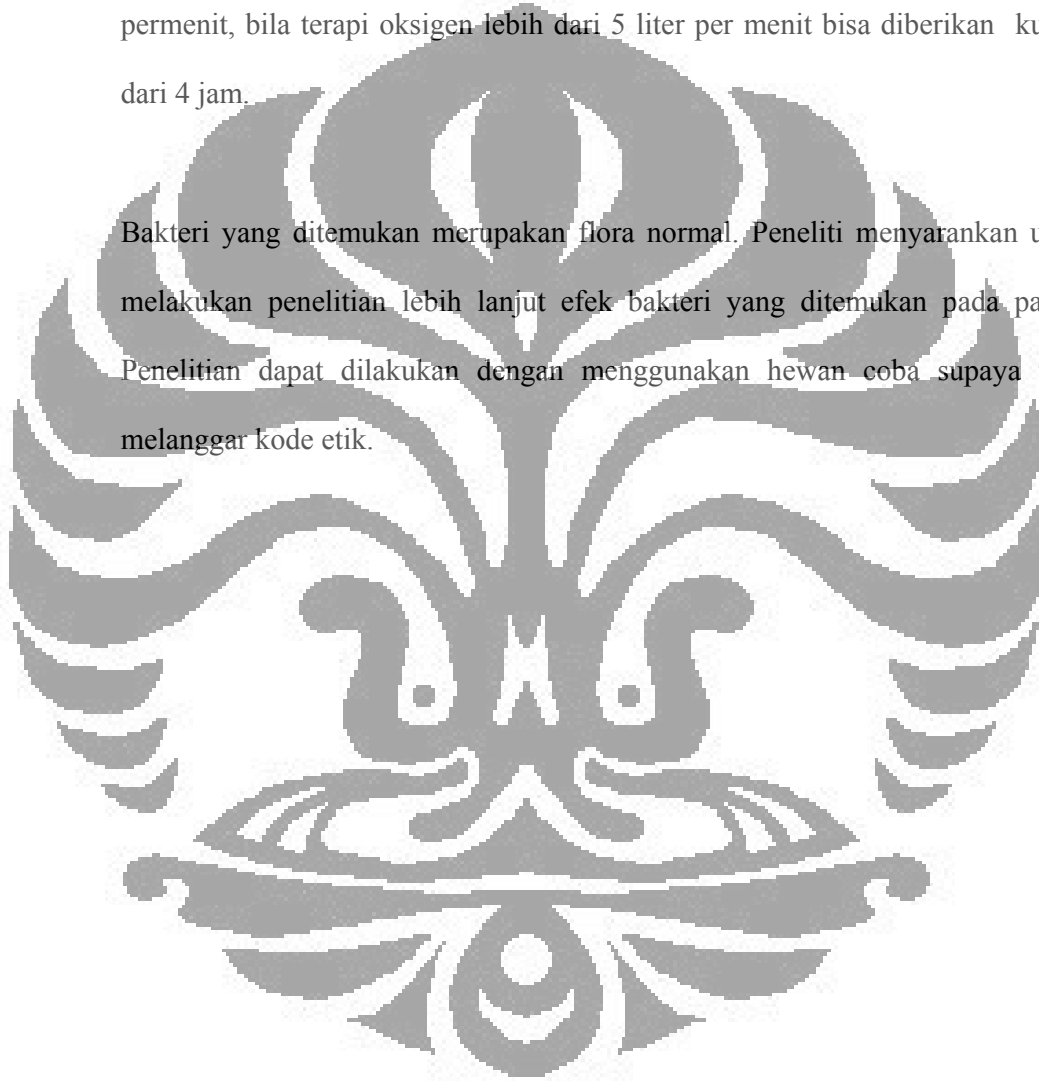 permenit, bila terapi oksigen lebih dari 5 liter per menit bisa diberikan ku
dari 4 jam.
Bakteri yang ditemukan merupakan flora normal. Peneliti menyarankan u
melakukan penelitian lebih lanjut efek bakteri yang ditemukan pada pa
Penelitian dapat dilakukan dengan menggunakan hewan coba supaya
melanggar kode etik.